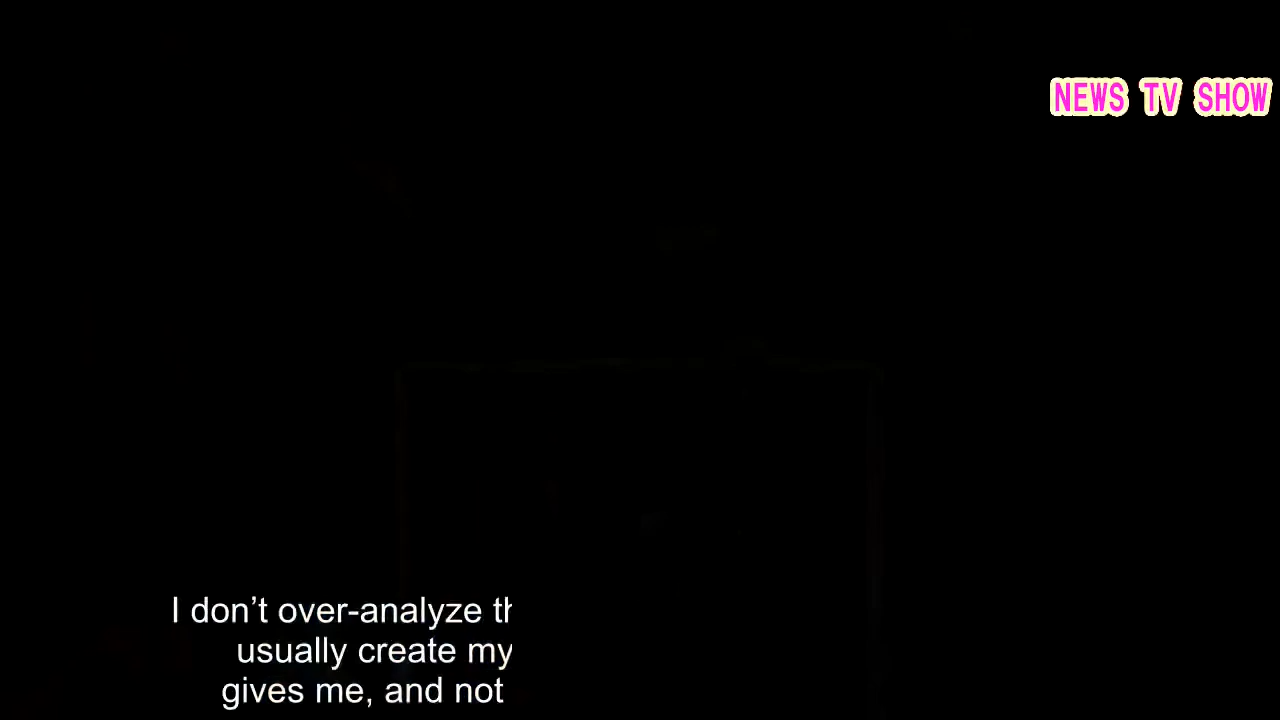 NEWS TV SHOW
I don’t over-analyze
usually create my
gives me, and not